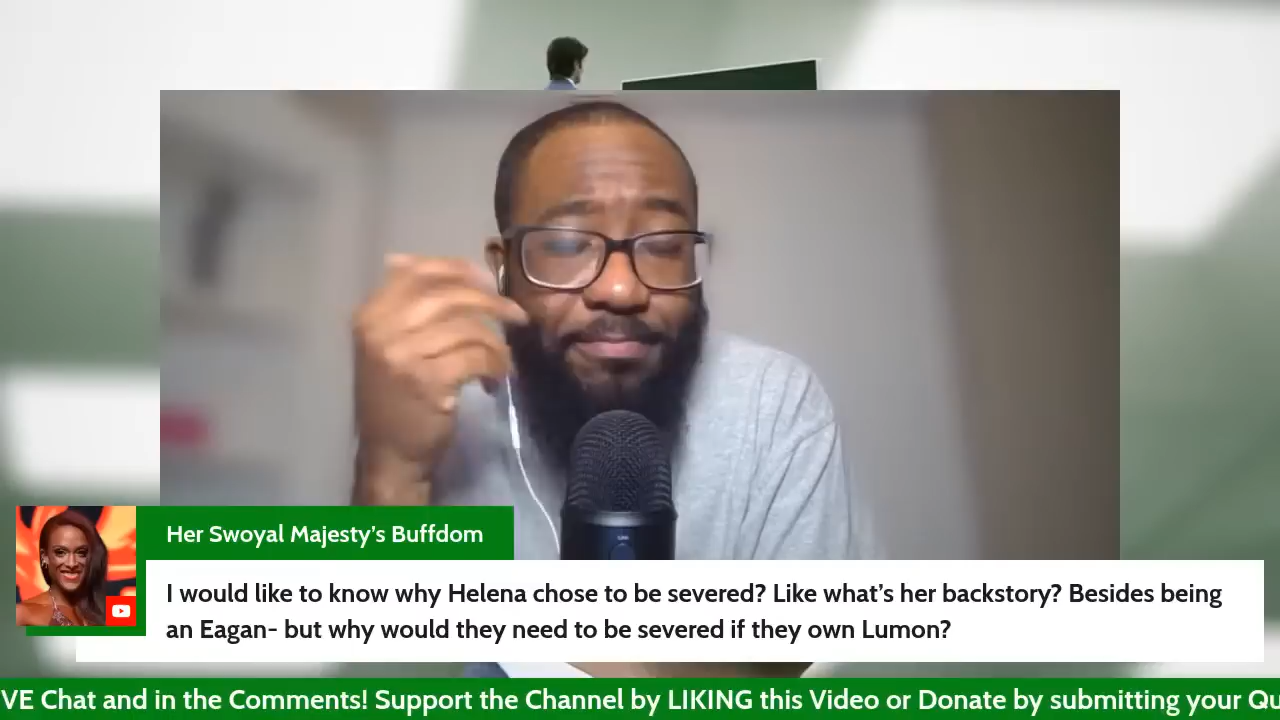 Her Swoyal Majesty’s Buffdom
I would like to know why Helena chose to be severed? Like what’s her backstory? Besides being
an Eagan- but why would they need to be severed if they own Lumon?
VE Chat and in the Comments! Support the Channel by LIKING this Video or Donate by submitting your Qu